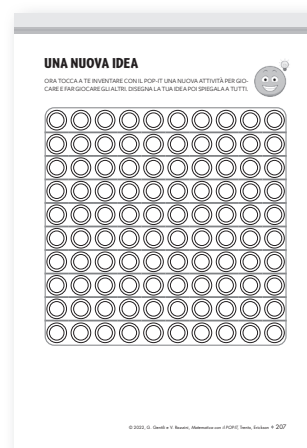 UNA NUOVA IDEA
ORA TOCCA A TE INVENTARE CON IL POP-IT UNA NUOVA ATTIVITÀ PER GIO-
CARE E FAR GIOCARE GLI ALTRI. DISEGNA LA TUA IDEA POI SPIEGALA A TUTTI.
© 2022, G. Gentili e V. Razzini, Matematica con il POP-IT, Trento, Erickson • 207